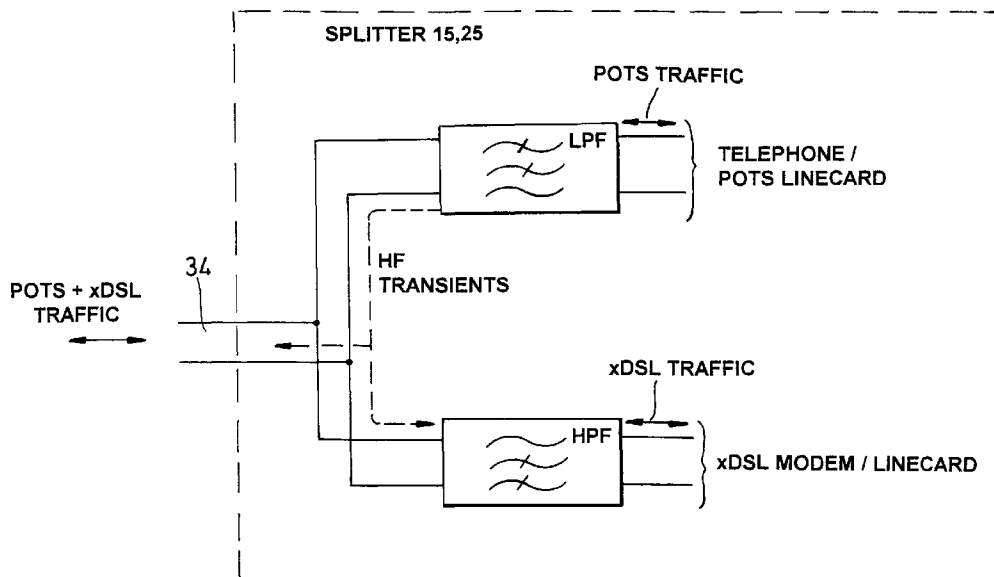 SPLITTER 15,25
POTS TRAFFIC
LPF
TELEPHONE /
POTS LINECARD
HF
TRANSIENTS
34
POTS + xDSL
TRAFFIC
xDSL TRAFFIC
HPF
xDSL MODEM / LINECARD